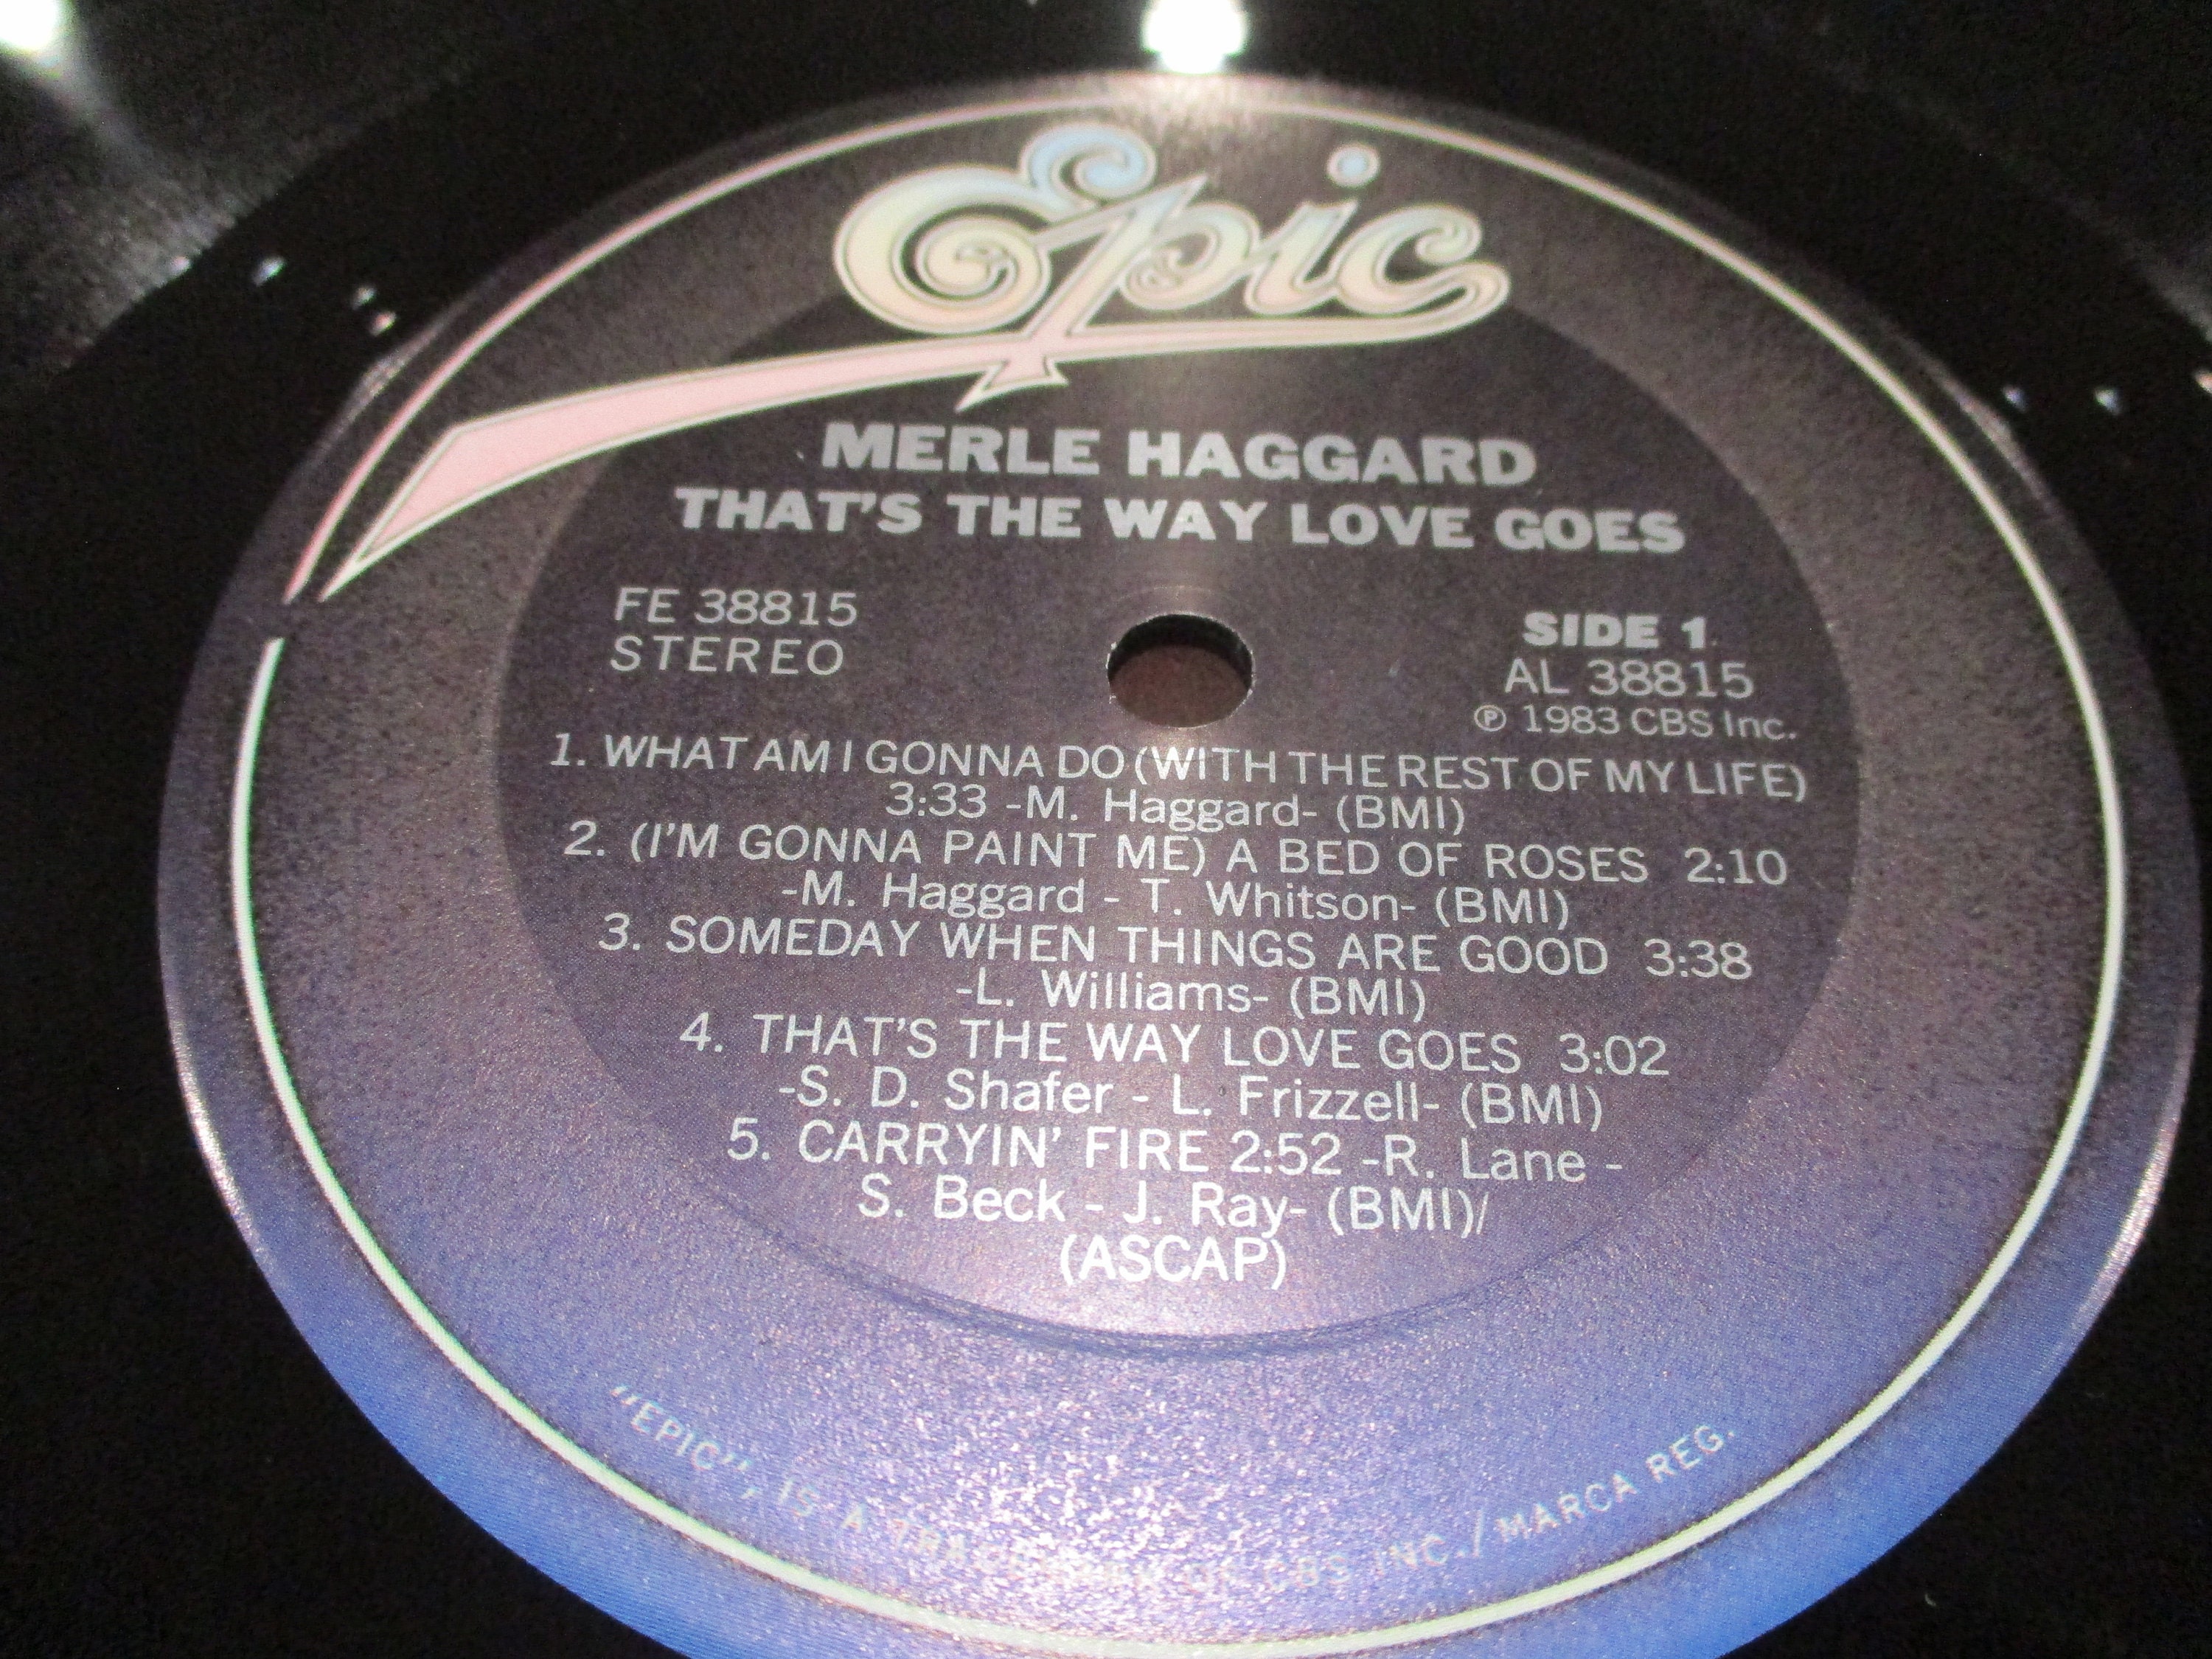 Epic
MERLE HAGGARD
THAT'S THE WAY LOVE GOES
FE 38815
STEREO
SIDE 1
AL 38815
℗ 1983 CBS Inc.
1. WHAT AM I GONNA DO (WITH THE REST OF MY LIFE)
3:33 -M. Haggard- (BMI)
2. (I'M GONNA PAINT ME) A BED OF ROSES 2:10
-M. Haggard - T. Whitson- (BMI)
3. SOMEDAY WHEN THINGS ARE GOOD 3:38
-L. Williams- (BMI)
4. THAT'S THE WAY LOVE GOES 3:02
-S. D. Shafer - L. Frizzell- (BMI)
5. CARRYIN' FIRE 2:52 -R. Lane -
S. Beck - J. Ray- (BMI)/
(ASCAP)
"EPIC", IS A CBS INC./MARCA REG.